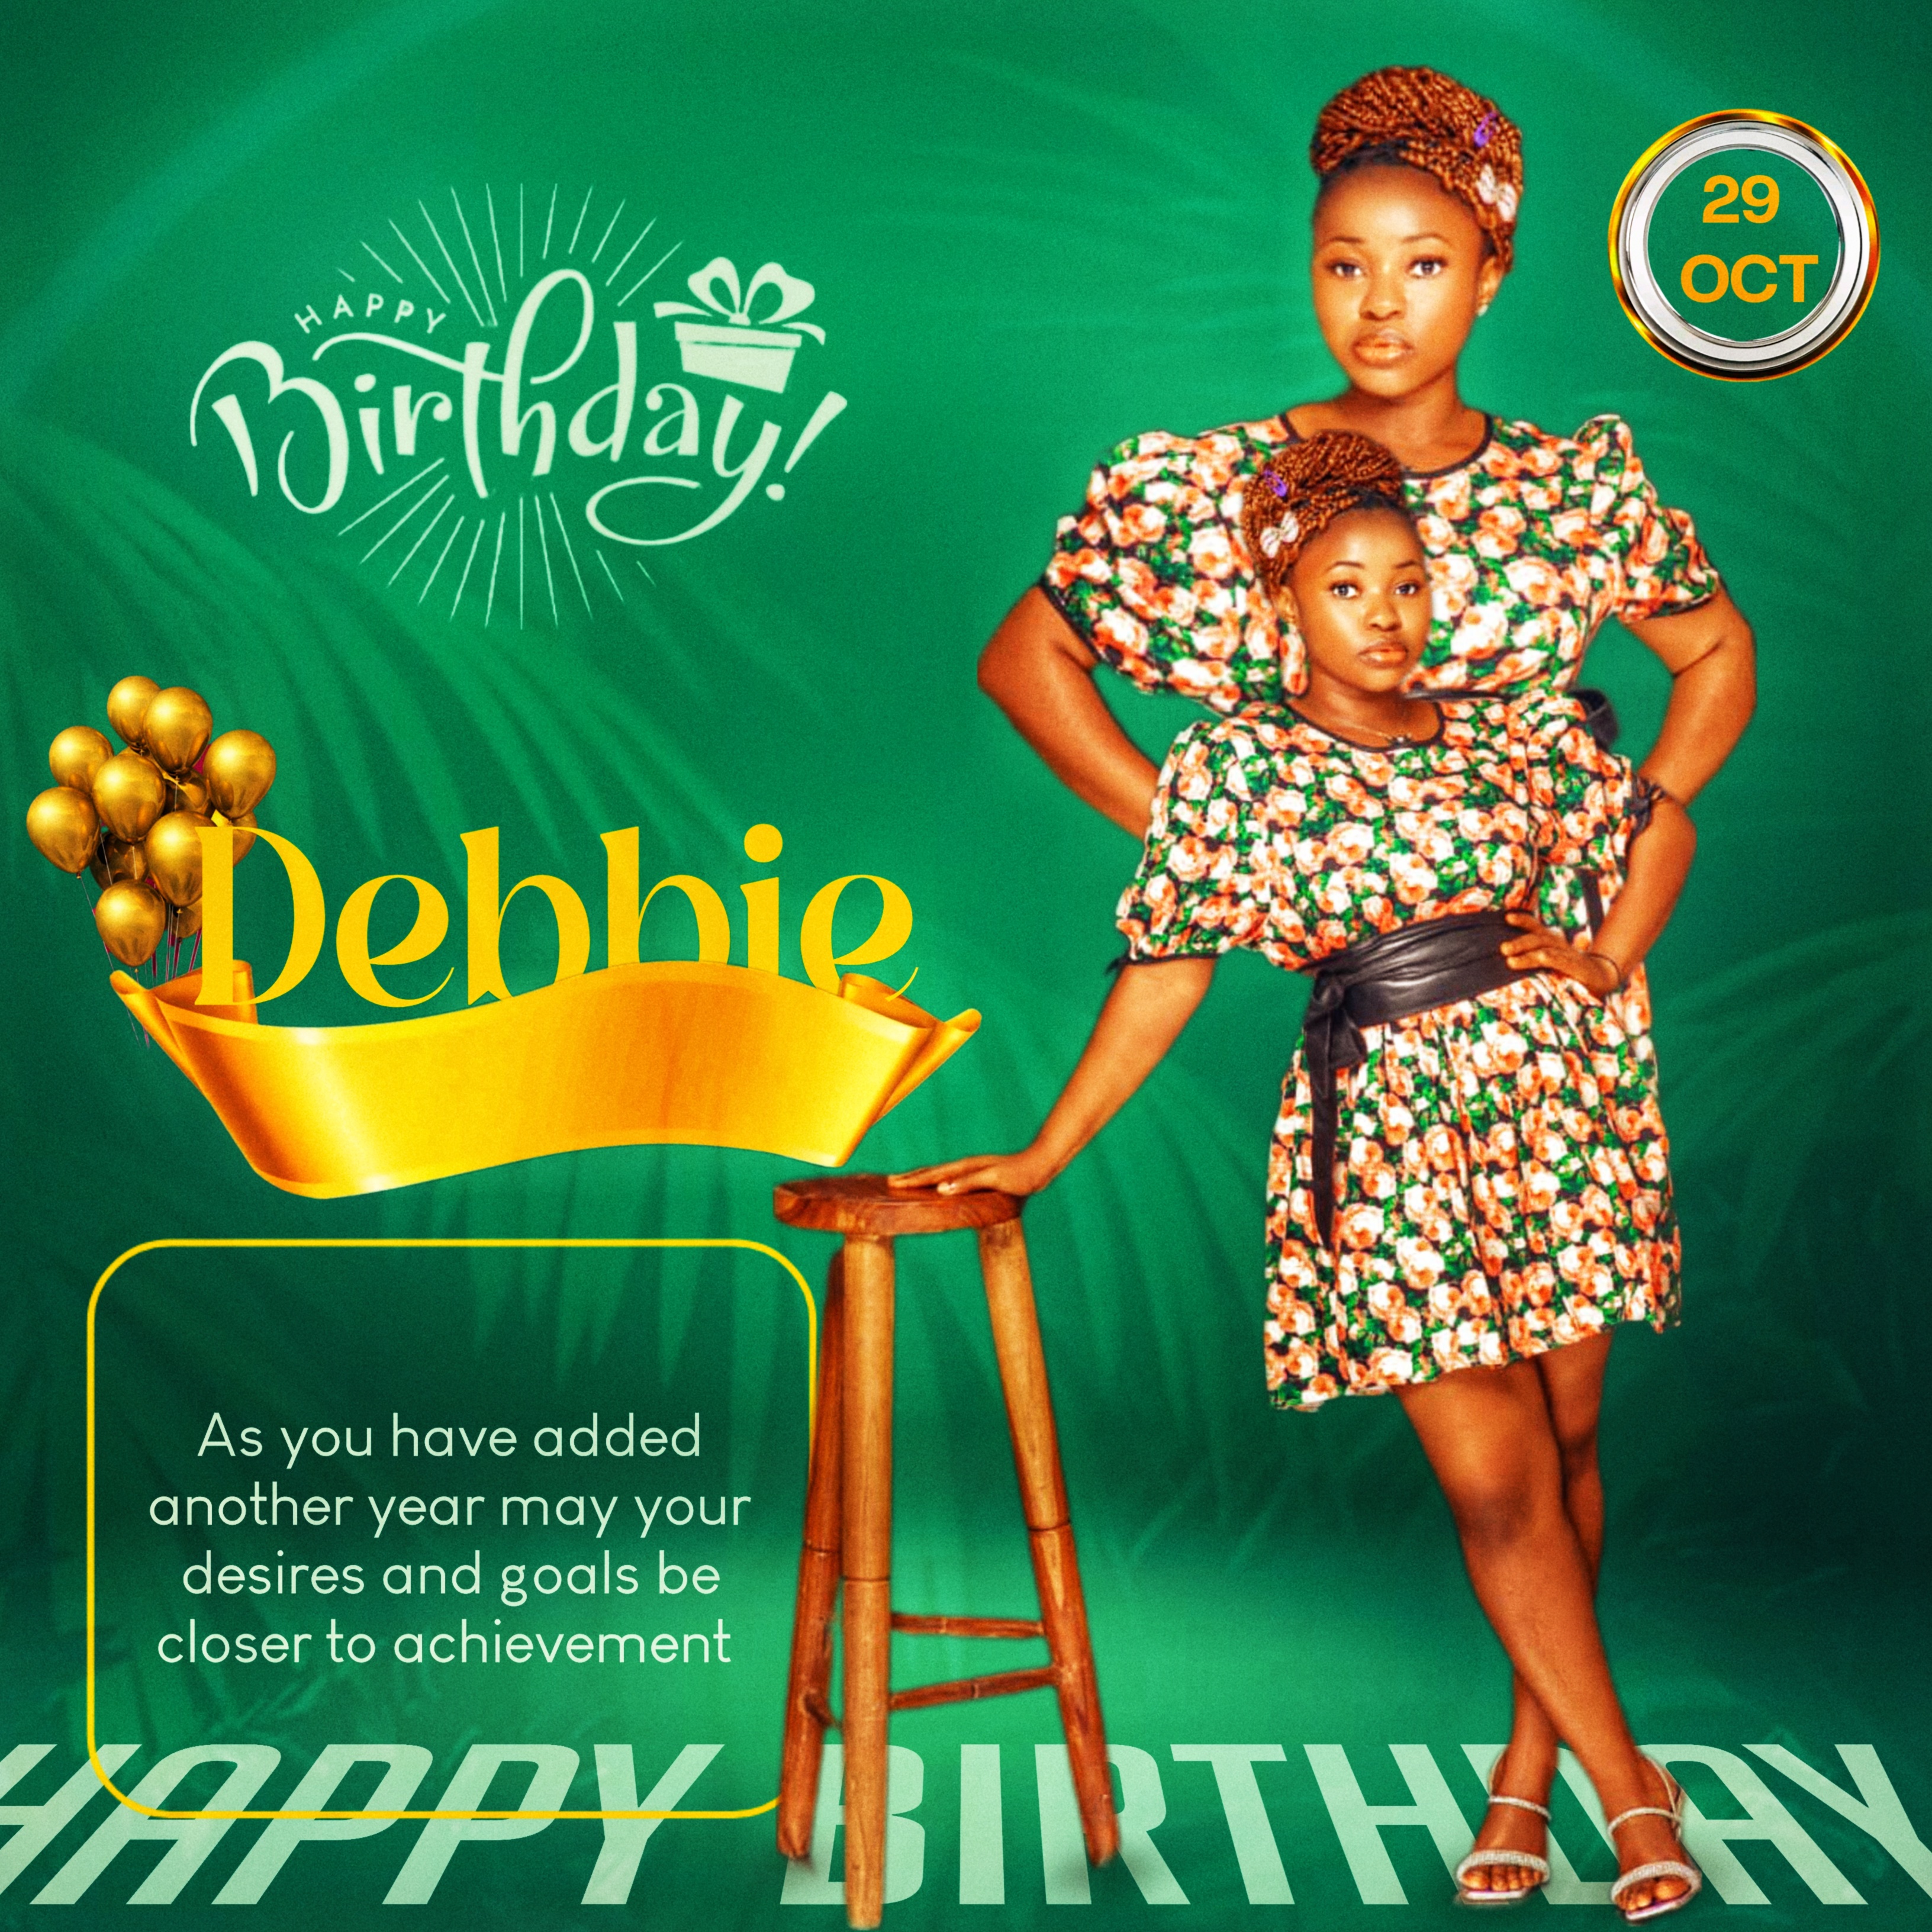 HAPPY
Birthday!
29
OCT
Debbie
As you have added
another year may your
desires and goals be
closer to achievement
HAPPY BIRTHDAY